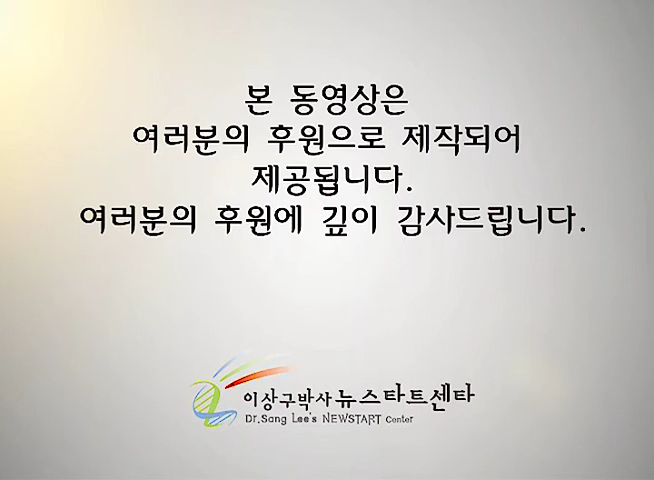 본 동영상은
여러분의 후원으로 제작되어
제공됩니다.
여러분의 후원에 깊이 감사드립니다.
이상구박사 뉴스타트센타
Dr.Sang Lee's NEWSTART Center